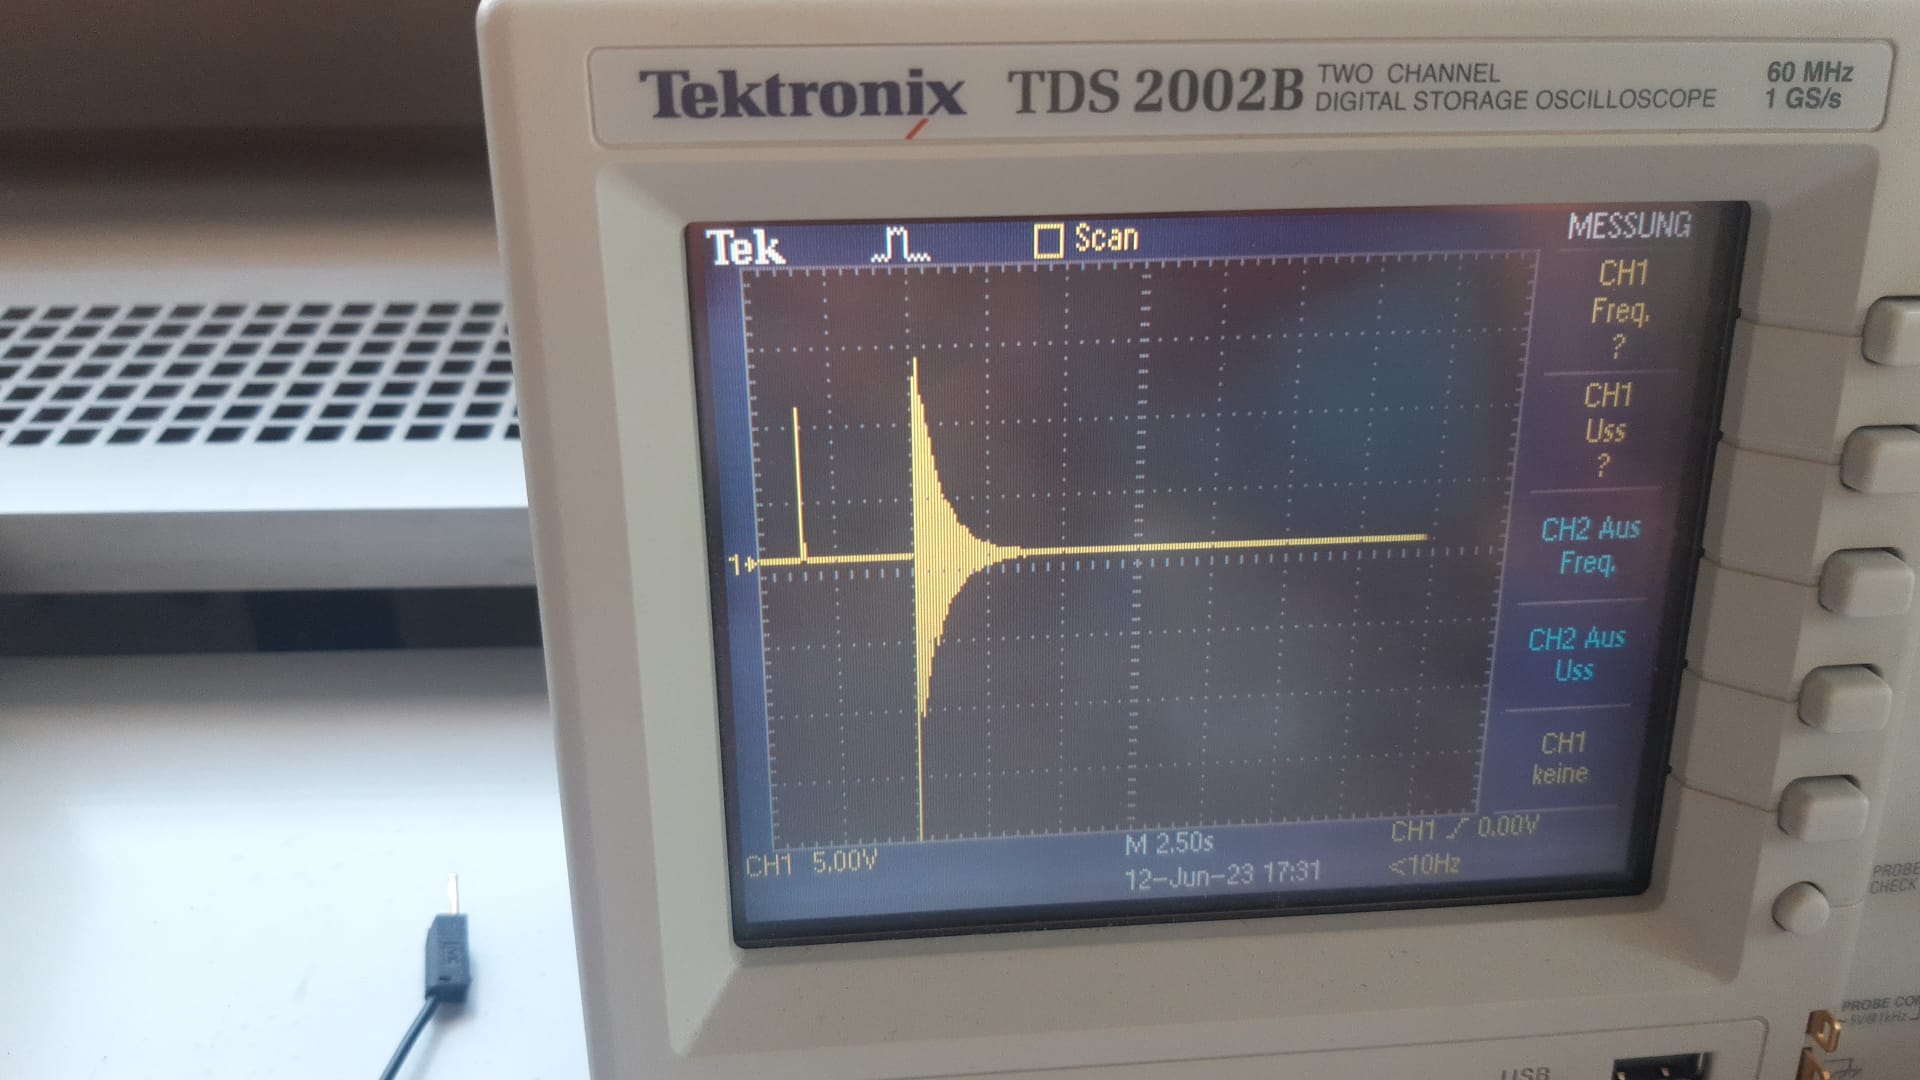 Tektronix TDS 2002B TWO CHANNEL DIGITAL STORAGE OSCILLOSCOPE
60 MHz
1 GS/s
Tek Scan
MESSUNG
CH1
Freq.
?
CH1
Uss
?
CH2 Aus
Freq.
CH2 Aus
Uss
CH1
keine
1
CH1 5.00V
M 2.50s
CH1 0.00V
12-Jun-23 17:31
<10Hz
PROBE
CHECK
PROBE
USB